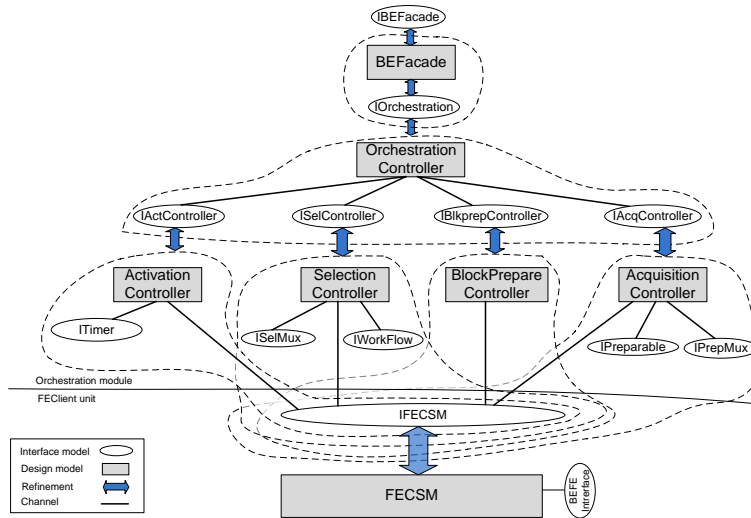 IBEFacade
BEFacade
IOrchestration
Orchestration
Controller
IActController
ISelController
IBlkprepController
IAcqController
Activation
Controller
Selection
Controller
BlockPrepare
Controller
Acquisition
Controller
ITimer
ISelMux
IWorkFlow
IPreparable
IPrepMux
Orchestration module
FEClient unit
IFECSM
Interface model
Design model
Refinement
Channel
FECSM
BEFE
Intrerface